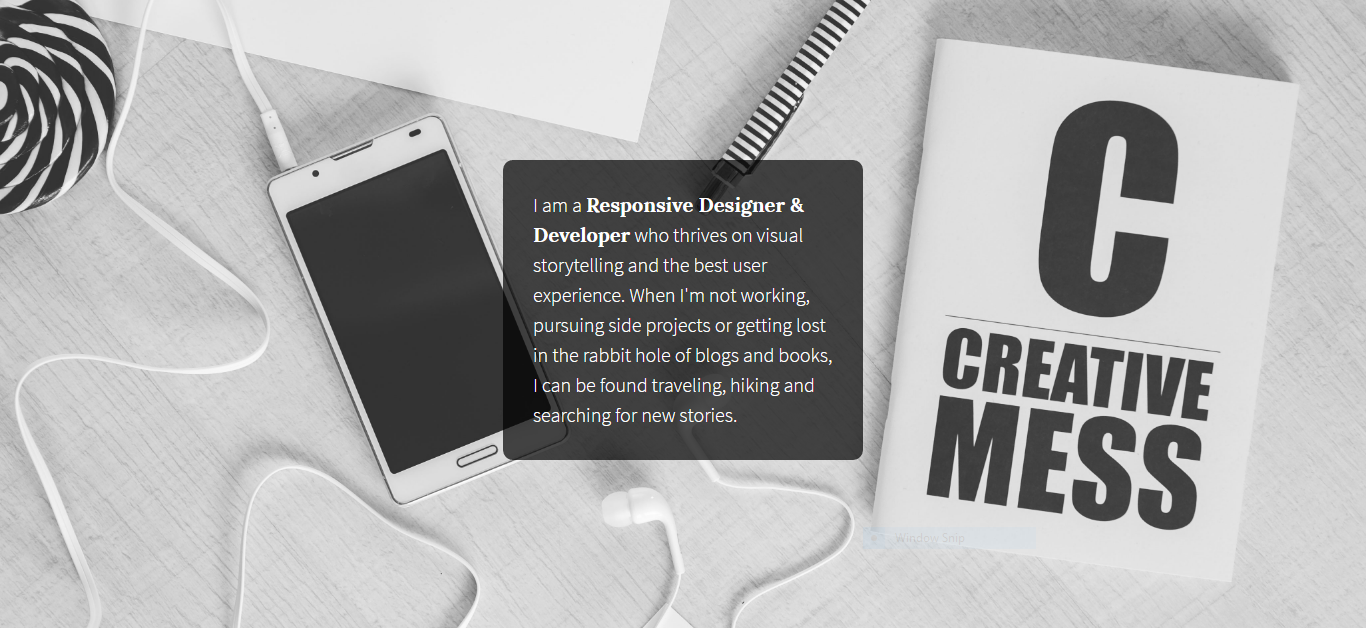 I am a Responsive Designer &
Developer who thrives on visual
storytelling and the best user
experience. When I'm not working,
pursuing side projects or getting lost
in the rabbit hole of blogs and books,
I can be found traveling, hiking and
searching for new stories.
C
CREATIVE
MESS
Window Snip